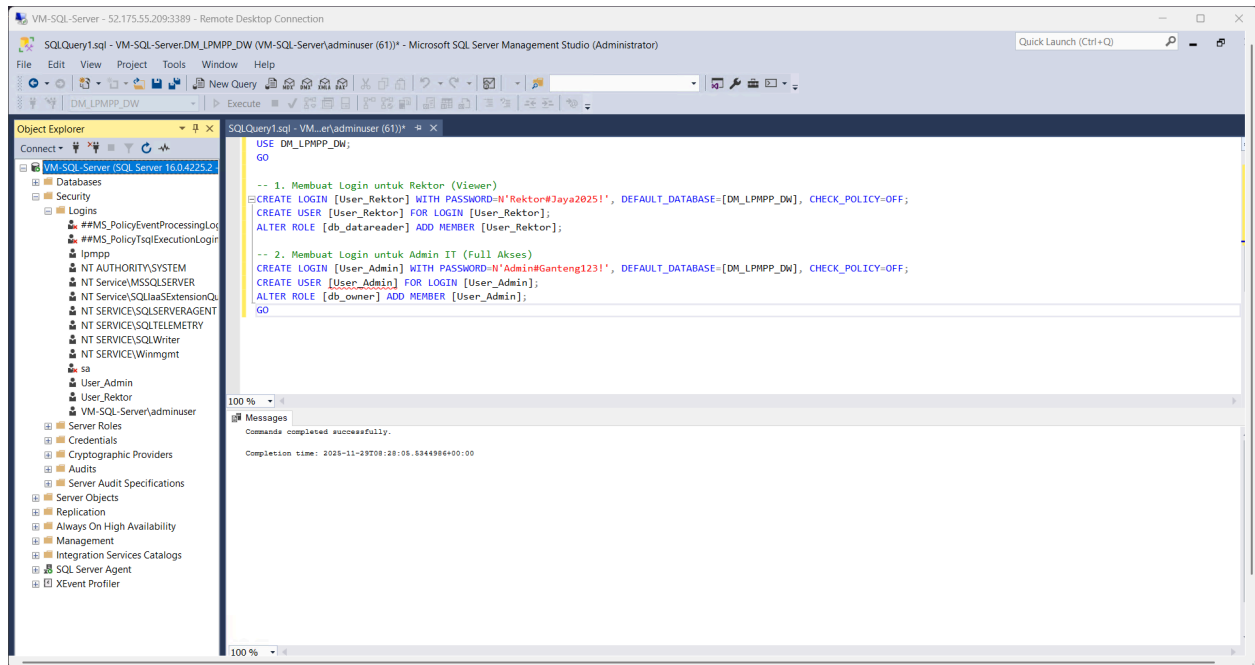 VM-SQL-Server - 52.175.55.209:3389 - Remote Desktop Connection
SQLQuery1.sql - VM-SQL-Server.DM_LPMPP_DW (VM-SQL-Server\adminuser (61))* - Microsoft SQL Server Management Studio (Administrator)
Quick Launch (Ctrl+Q)
File Edit View Project Tools Window Help
New Query
MDX DMX XMLA DAX
DM_LPMPP_DW
Execute
Object Explorer
Connect
VM-SQL-Server (SQL Server 16.0.4225.2 -
Databases
Security
Logins
##MS_PolicyEventProcessingLog
##MS_PolicyTsqlExecutionLogin
lpmpp
NT AUTHORITY\SYSTEM
NT Service\MSSQLSERVER
NT Service\SQLIaaSExtensionQu
NT SERVICE\SQLSERVERAGENT
NT SERVICE\SQLTELEMETRY
NT SERVICE\SQLWriter
NT SERVICE\Winmgmt
sa
User_Admin
User_Rektor
VM-SQL-Server\adminuser
Server Roles
Credentials
Cryptographic Providers
Audits
Server Audit Specifications
Server Objects
Replication
Always On High Availability
Management
Integration Services Catalogs
SQL Server Agent
XEvent Profiler
SQLQuery1.sql - VM...er\adminuser (61))*
USE DM_LPMPP_DW;
GO
-- 1. Membuat Login untuk Rektor (Viewer)
CREATE LOGIN [User_Rektor] WITH PASSWORD=N'Rektor#Jaya2025!', DEFAULT_DATABASE=[DM_LPMPP_DW], CHECK_POLICY=OFF;
CREATE USER [User_Rektor] FOR LOGIN [User_Rektor];
ALTER ROLE [db_datareader] ADD MEMBER [User_Rektor];
-- 2. Membuat Login untuk Admin IT (Full Akses)
CREATE LOGIN [User_Admin] WITH PASSWORD=N'Admin#Ganteng123!', DEFAULT_DATABASE=[DM_LPMPP_DW], CHECK_POLICY=OFF;
CREATE USER [User_Admin] FOR LOGIN [User_Admin];
ALTER ROLE [db_owner] ADD MEMBER [User_Admin];
GO
100 %
Messages
Commands completed successfully.
Completion time: 2025-11-29T08:28:05.5344986+00:00
100 %